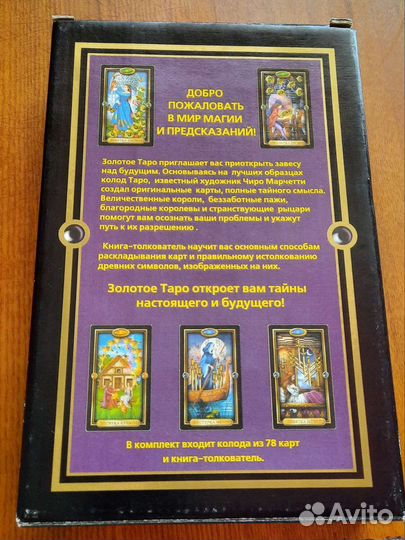 ДОБРО
ПОЖАЛОВАТЬ
В МИР МАГИИ
И ПРЕДСКАЗАНИЙ!
Золотое Таро приглашает вас приоткрыть завесу
над будущим. Основываясь на лучших образцах
колод Таро, известный художник Чиро Марчетти
создал оригинальные карты, полные тайного смысла.
Величественные короли, беззаботные пажи,
благородные королевы и странствующие рыцари
помогут вам осознать ваши проблемы и укажут
путь к их разрешению.
Книга-толкователь научит вас основным способам
раскладывания карт и правильному истолкованию
древних символов, изображенных на них.
Золотое Таро откроет вам тайны
настоящего и будущего!
В комплект входит колода из 78 карт
и книга-толкователь.
Avito